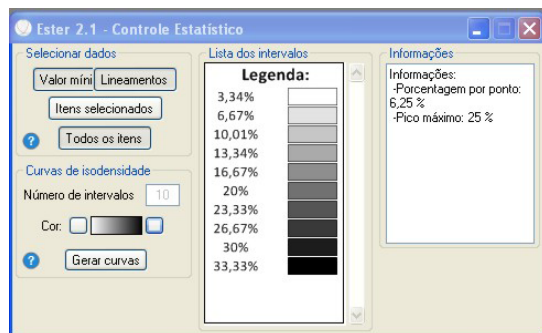 Ester 2.1 - Controle Estatístico
Selecionar dados
Valor míni Lineamentos
Itens selecionados
? Todos os itens
Curvas de isodensidade
Número de intervalos 10
Cor:
? Gerar curvas
Lista dos intervalos
Legenda:
3,34%
6,67%
10,01%
13,34%
16,67%
20%
23,33%
26,67%
30%
33,33%
Informações
Informações:
-Porcentagem por ponto:
6,25 %
-Pico máximo: 25 %